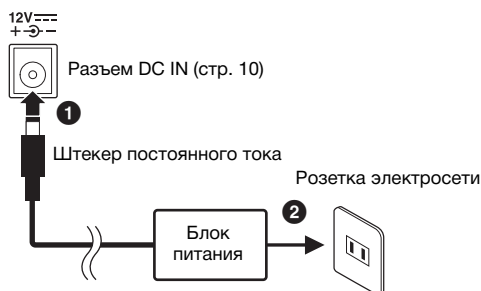 12V
+ -
Разъем DC IN (стр. 10)
1
Штекер постоянного тока
Розетка электросети
2
Блок
питания